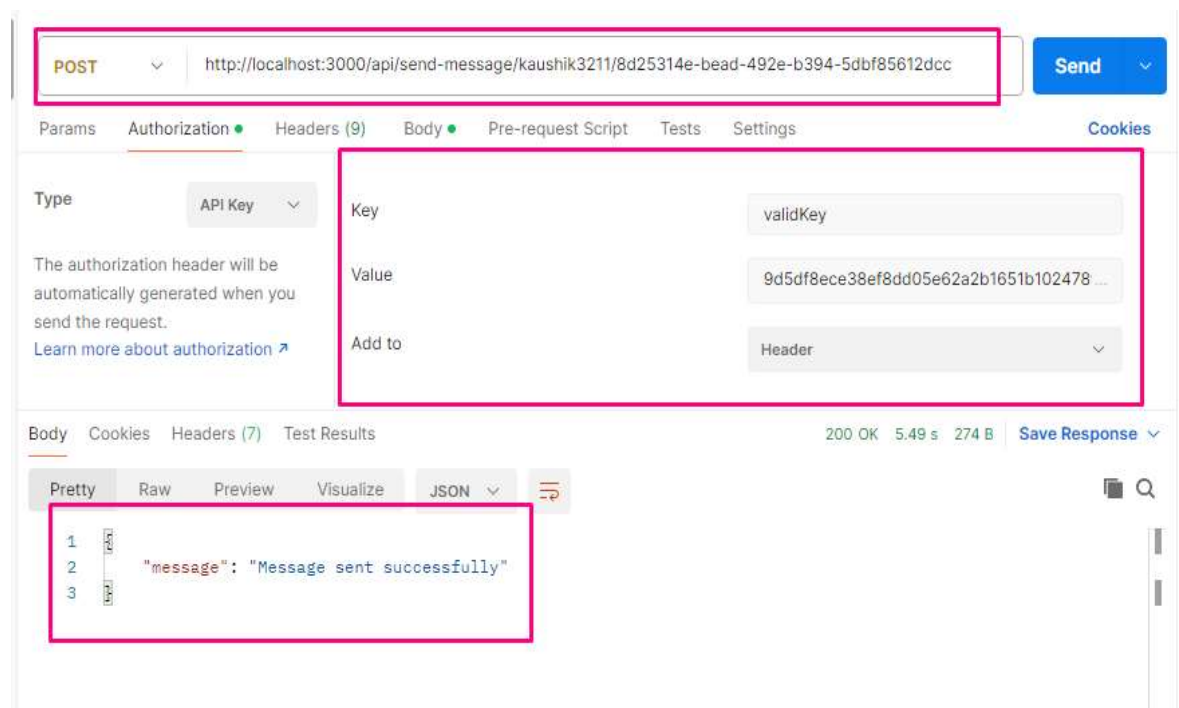 POST http://localhost:3000/api/send-message/kaushik3211/8d25314e-bead-492e-b394-5dbf85612dcc Send
Params Authorization Headers (9) Body Pre-request Script Tests Settings Cookies
Type API Key
The authorization header will be
automatically generated when you
send the request.
Learn more about authorization ↗
Key validKey
Value 9d5df8ece38ef8dd05e62a2b1651b102478 ...
Add to Header
Body Cookies Headers (7) Test Results 200 OK 5.49 s 274 B Save Response
Pretty Raw Preview Visualize JSON
1 {
2 "message": "Message sent successfully"
3 }